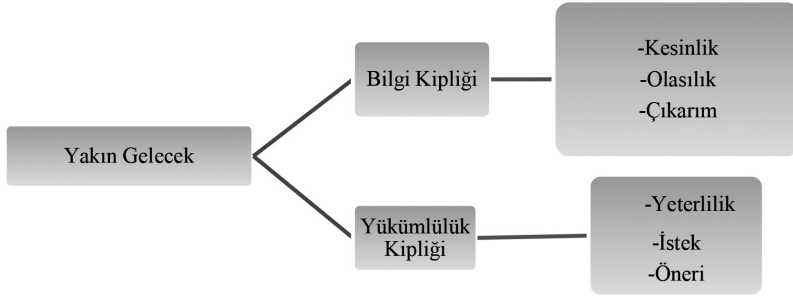 Yakın Gelecek
Bilgi Kipliği
-Kesinlik
-Olasılık
-Çıkarım
Yükümlülük
Kipliği
-Yeterlilik
-İstek
-Öneri